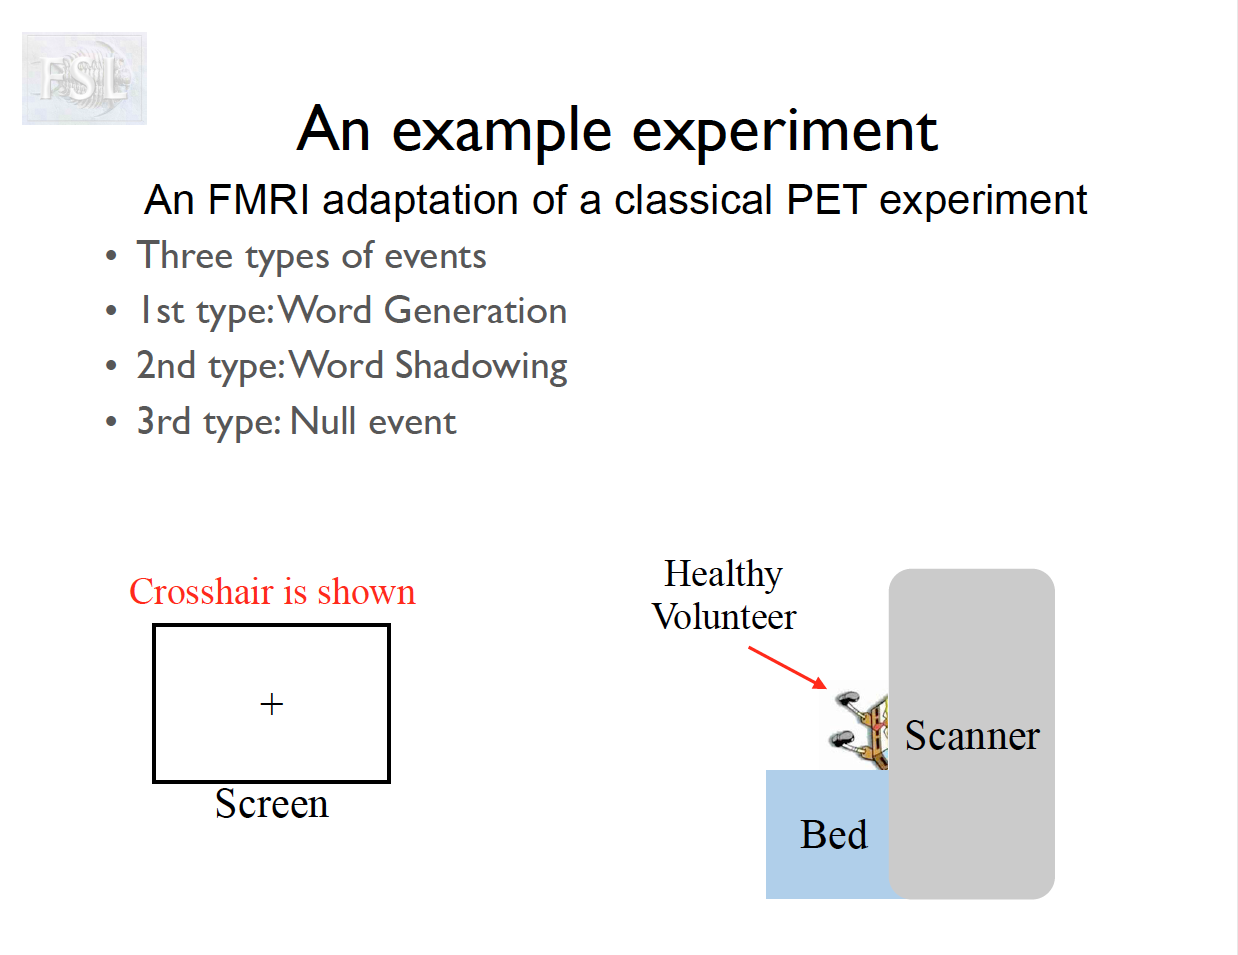 FSL
An example experiment
An FMRI adaptation of a classical PET experiment
• Three types of events
• 1st type: Word Generation
• 2nd type: Word Shadowing
• 3rd type: Null event
Crosshair is shown
+
Screen
Healthy
Volunteer
Scanner
Bed